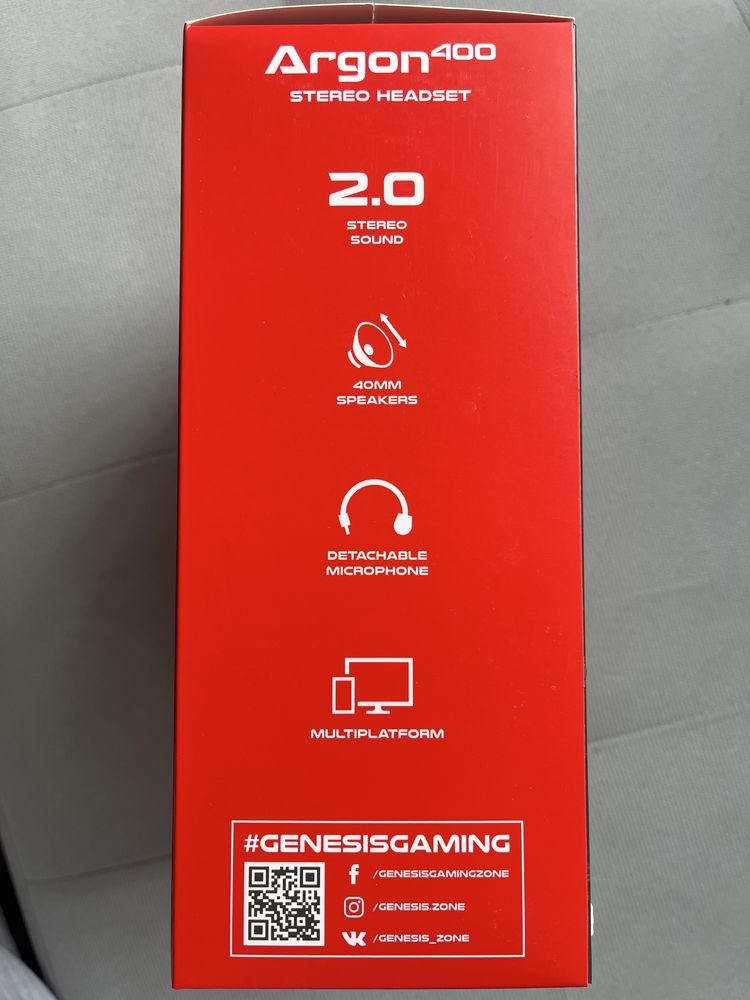 Argon400
STEREO HEADSET
2.0
STEREO
SOUND
40MM
SPEAKERS
DETACHABLE
MICROPHONE
MULTIPLATFORM
#GENESISGAMING
/GENESISGAMINGZONE
/GENESIS.ZONE
/GENESIS_ZONE